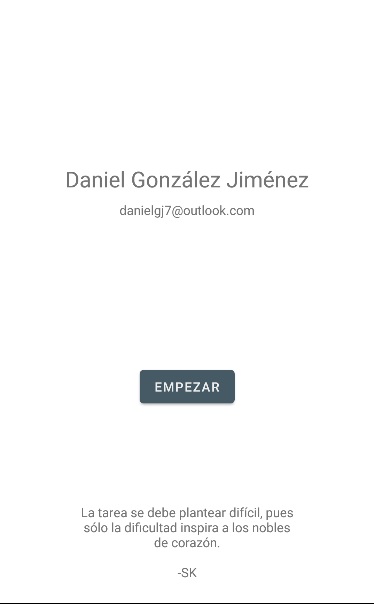 Daniel González Jiménez
danielgj7@outlook.com
EMPEZAR
La tarea se debe plantear difícil, pues
sólo la dificultad inspira a los nobles
de corazón.
-SK